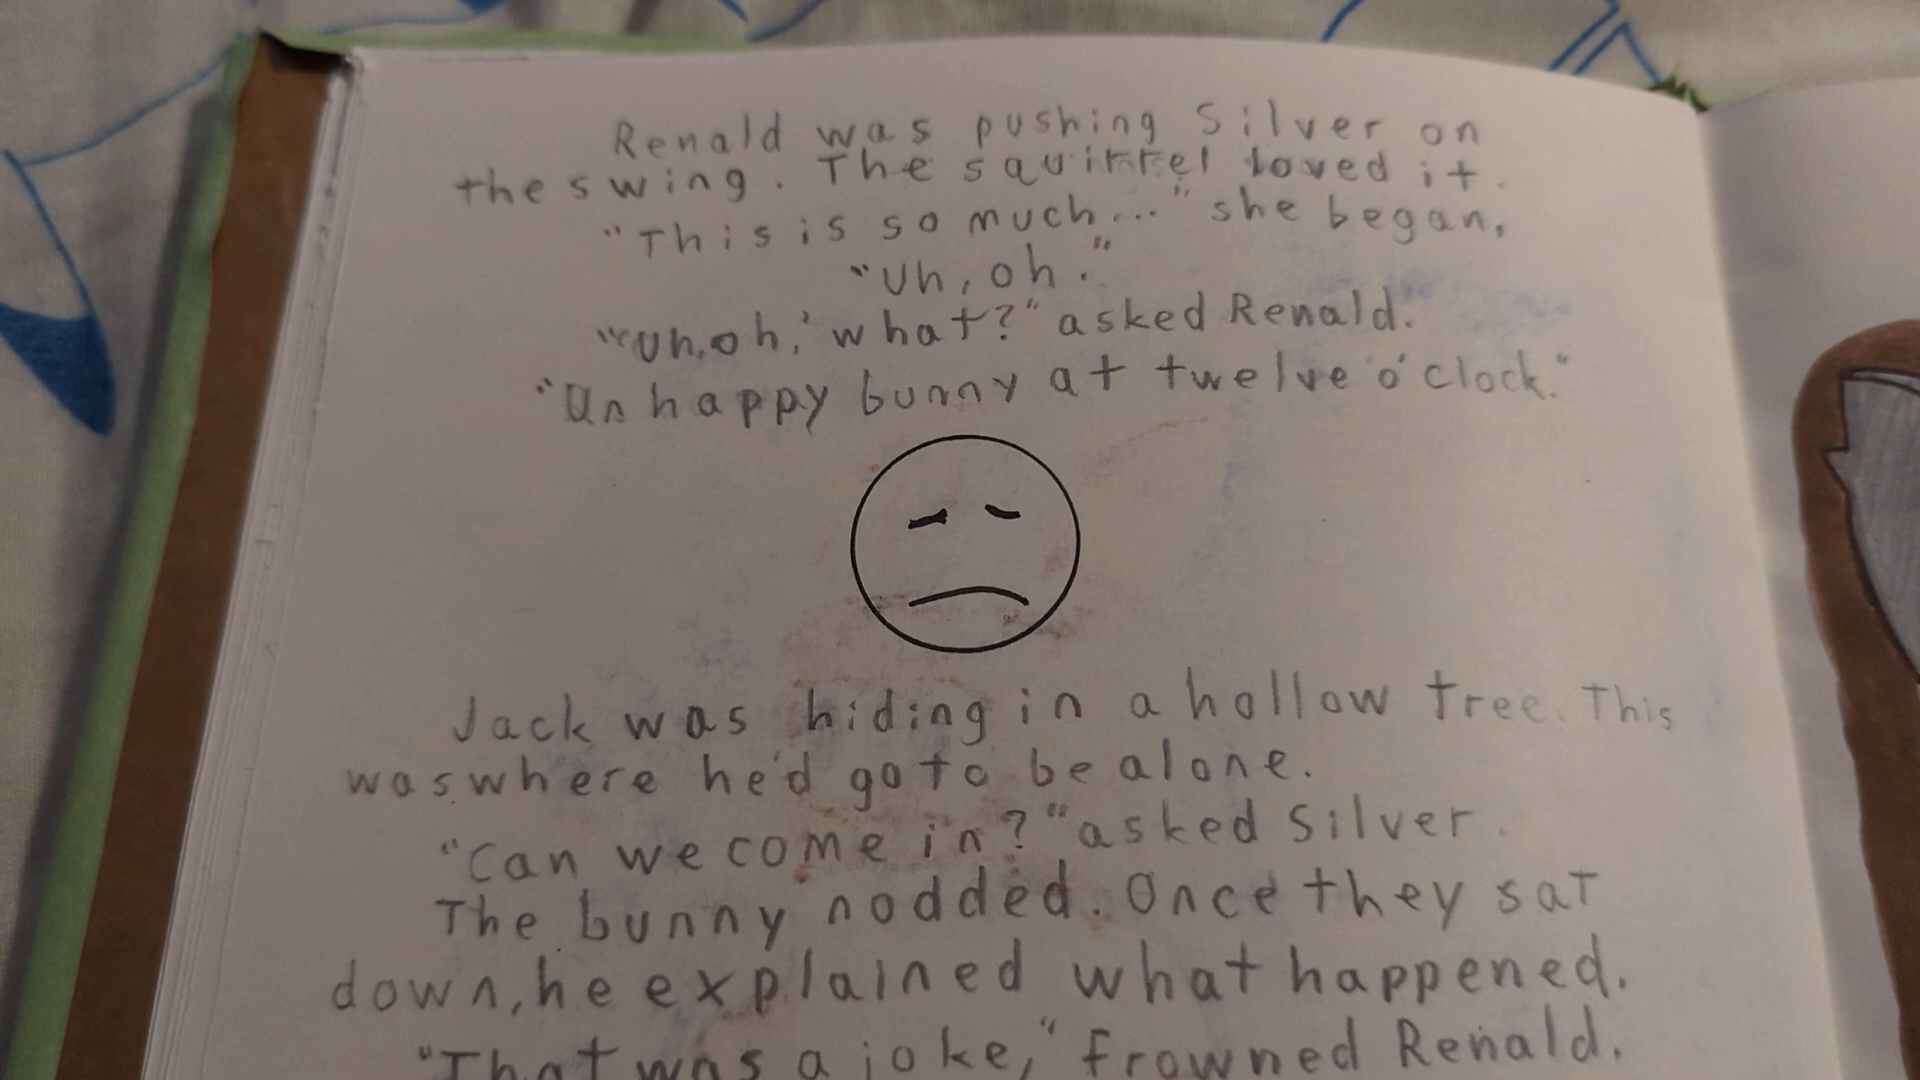 Renald was pushing Silver on
the swing. The squirrel loved it.
"This is so much..." she began,
"Uh, oh."
"'Uh, oh,' what?" asked Renald.
"Unhappy bunny at twelve o'clock."
Jack was hiding in a hollow tree. This
was where he'd go to be alone.
"Can we come in?" asked Silver.
The bunny nodded. Once they sat
down, he explained what happened.
"That was a joke," frowned Renald.